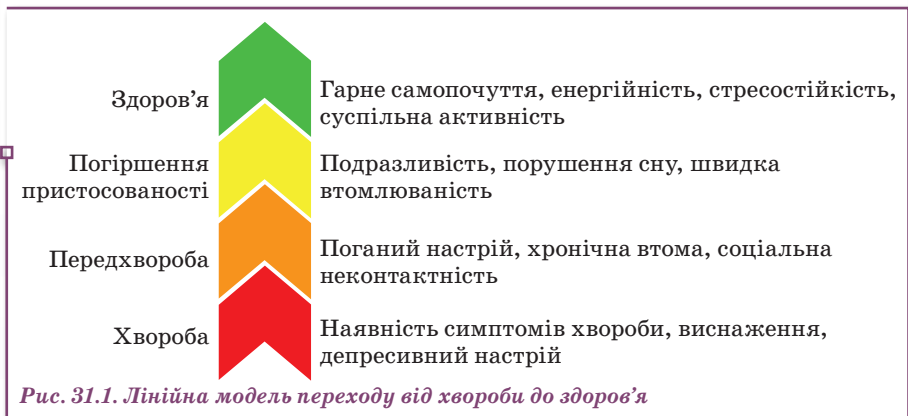 Здоров’я
Гарне самопочуття, енергійність, стресостійкість,
суспільна активність
Погіршення
пристосованості
Подразливість, порушення сну, швидка
втомлюваність
Передхвороба
Поганий настрій, хронічна втома, соціальна
неконтактність
Хвороба
Наявність симптомів хвороби, виснаження,
депресивний настрій
Рис. 31.1. Лінійна модель переходу від хвороби до здоров’я